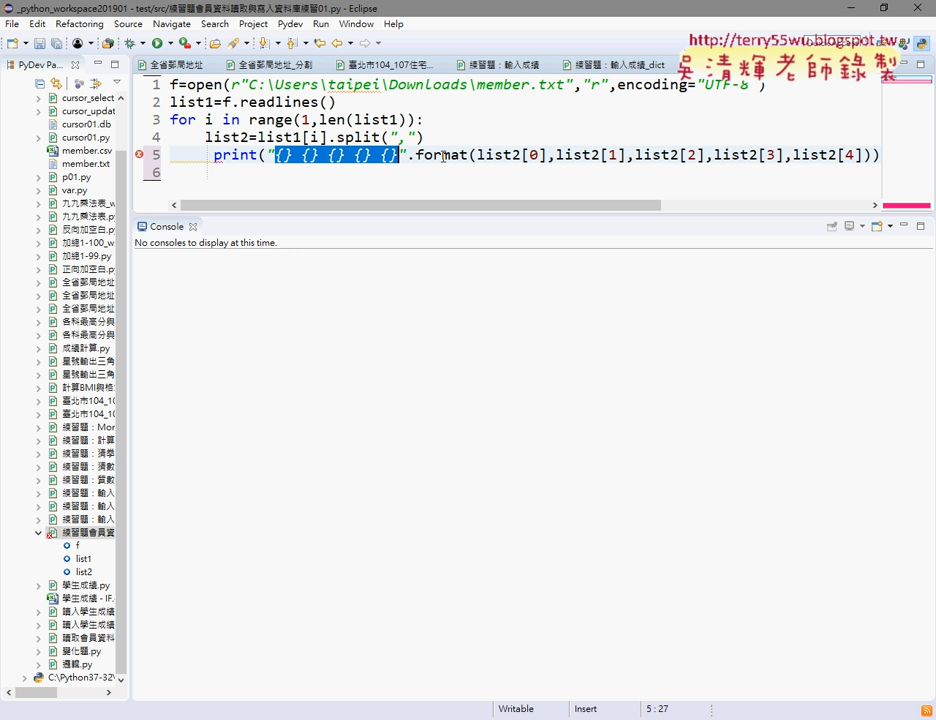 _python_workspace201901 - test/src/練習題會員資料讀取與寫入資料庫練習01.py - Eclipse
File Edit Refactoring Source Navigate Search Project Pydev Run Window Help
http://terry55wu.blogspot.tw
吳清輝老師錄製
PyDev Pa...
全省郵局地址
全省郵局地址_分割
臺北市104_107住宅...
練習題：輸入成績
練習題：輸入成績_dict
cursor_select
cursor_updat
cursor01.db
cursor01.py
member.csv
member.txt
p01.py
var.py
九九乘法表_w
九九乘法表.p
反向加空白.p
加總1-100_w
加總1-99.py
正向加空白.p
全省郵局地址
全省郵局地址
全省郵局地址
各科最高分與
各科最高分與
成績計算.py
星號輸出三角
星號輸出三角
計算BMI與格
臺北市104_10
臺北市104_10
練習題：Mor
練習題：計算
練習題：猜學
練習題：猜數
練習題：質數
練習題：輸入
練習題：輸入
練習題：輸入
練習題會員資
f
list1
list2
學生成績.py
學生成績 - IF.
讀入學生成績
讀入學生成績
讀取會員資料
變化題.py
邏輯.py
C:\Python37-32\
1 f=open(r"C:\Users\taipei\Downloads\member.txt","r",encoding="UTF-8")
2 list1=f.readlines()
3 for i in range(1,len(list1)):
4 list2=list1[i].split(",")
5 print("{} {} {} {} {}".format(list2[0],list2[1],list2[2],list2[3],list2[4]))
6
Console
No consoles to display at this time.
Writable Insert 5 : 27